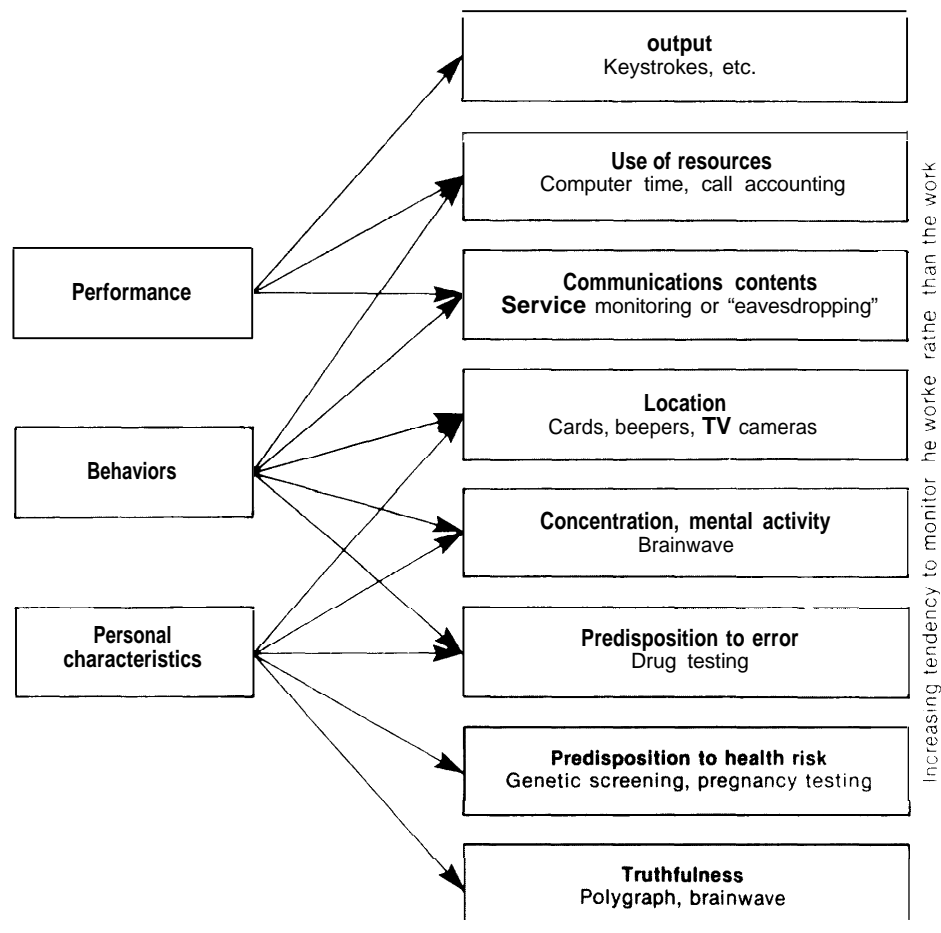 output
Keystrokes, etc.
Use of resources
Computer time, call accounting
Performance
Communications contents
Service monitoring or “eavesdropping”
Location
Cards, beepers, TV cameras
Behaviors
Concentration, mental activity
Brainwave
Personal
characteristics
Predisposition to error
Drug testing
Predisposition to health risk
Genetic screening, pregnancy testing
Truthfulness
Polygraph, brainwave
Increasing tendency to monitor he worke rathe than the work